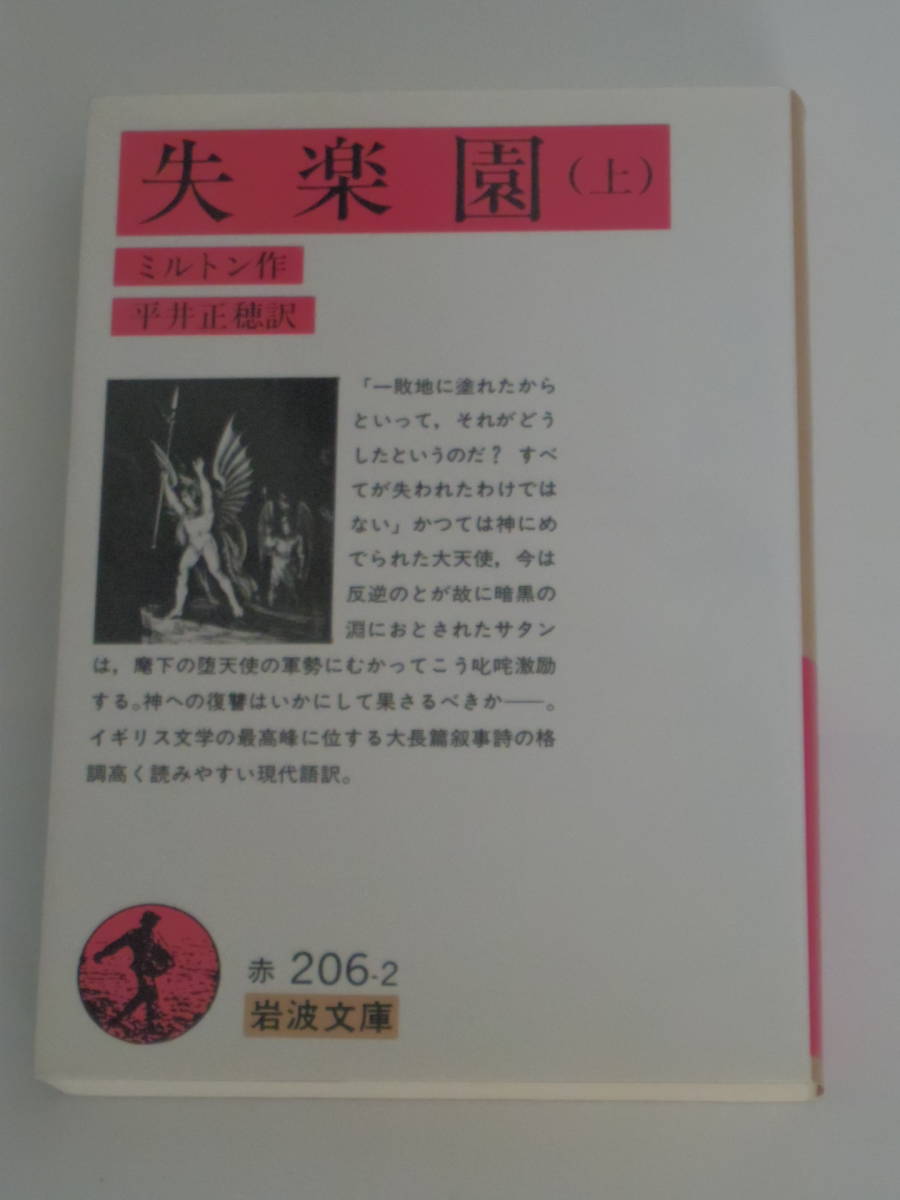 失楽園(上)
ミルトン作
平井正穂訳
「一敗地に塗れたから
といって，それがどう
したというのだ？ すべ
てが失われたわけでは
ない」かつては神にめ
でられた大天使，今は
反逆のとが故に暗黒の
淵におとされたサタン
は，麾下の堕天使の軍勢にむかってこう叱咤激励
する。神への復讐はいかにして果さるべきか──。
イギリス文学の最高峰に位する大長篇叙事詩の格
調高く読みやすい現代語訳。
赤 206-2
岩波文庫